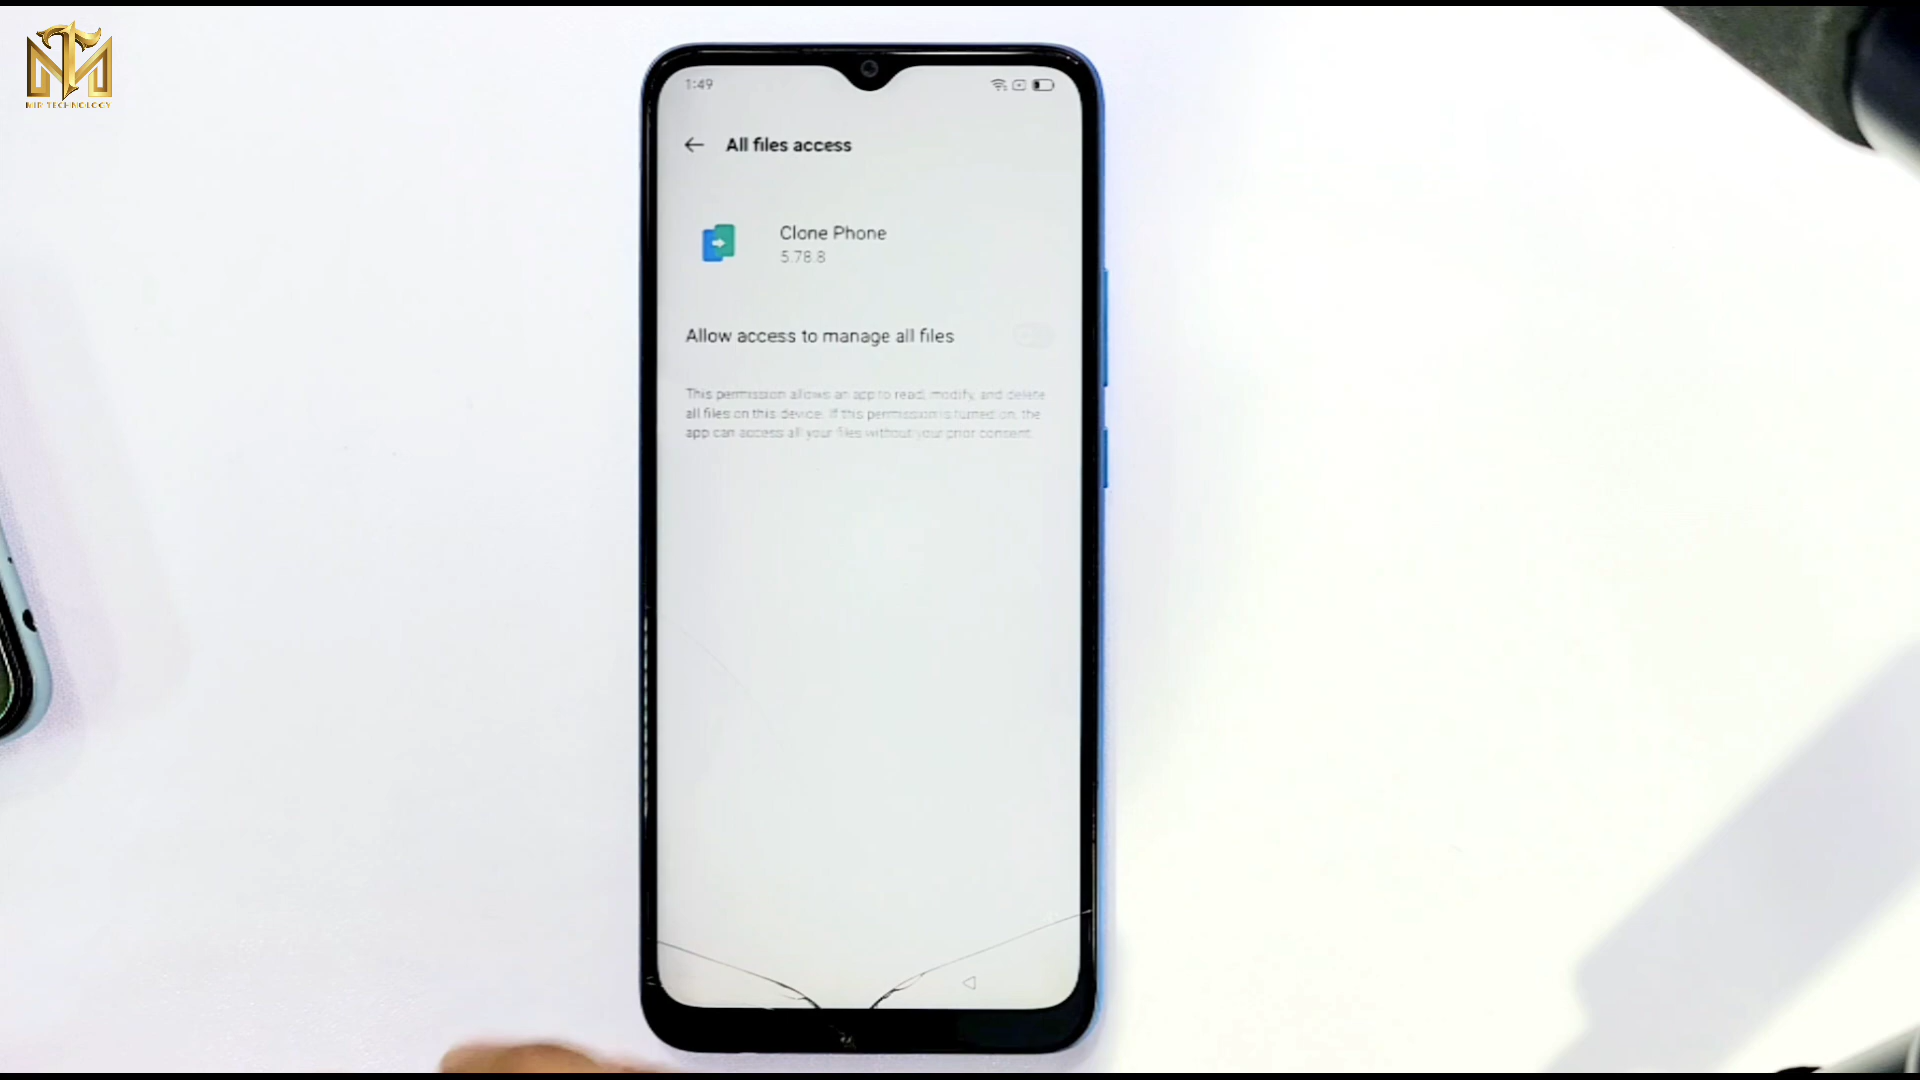 MIR TECHNOLOGY
1:49
All files access
Clone Phone
5.78.8
Allow access to manage all files
This permission allows an app to read, modify, and delete
all files on this device. If this permission is turned on, the
app can access all your files without your prior consent.